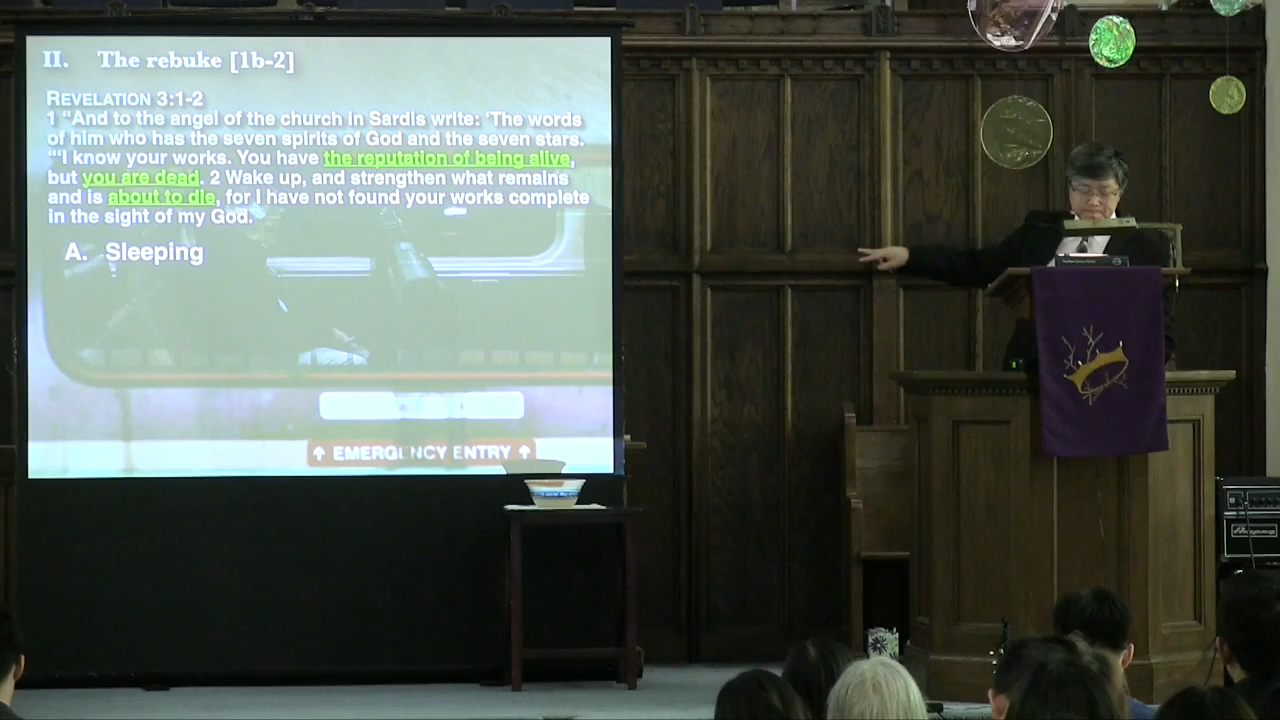 II. The rebuke [1b-2]
REVELATION 3:1-2
1 “And to the angel of the church in Sardis write: ‘The words
of him who has the seven spirits of God and the seven stars.
“‘I know your works. You have the reputation of being alive,
but you are dead. 2 Wake up, and strengthen what remains
and is about to die, for I have not found your works complete
in the sight of my God.
A. Sleeping
↑ EMERGENCY ENTRY ↑